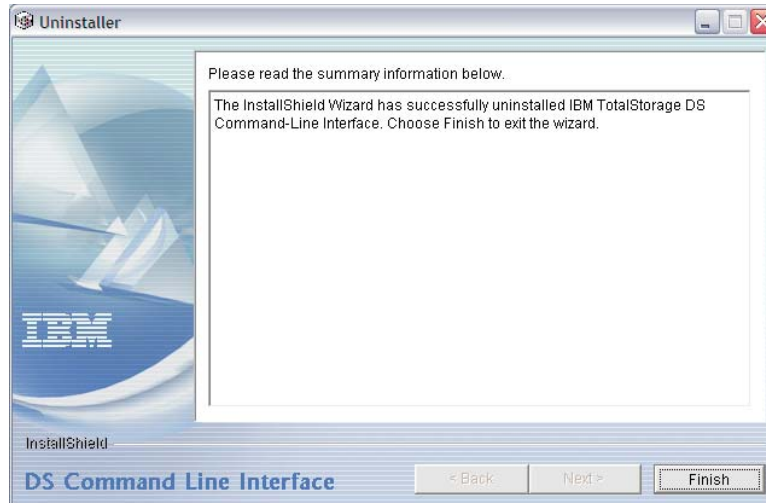 Uninstaller
Please read the summary information below.
The InstallShield Wizard has successfully uninstalled IBM TotalStorage DS
Command-Line Interface. Choose Finish to exit the wizard.
IBM
InstallShield
DS Command Line Interface
< Back
Next >
Finish